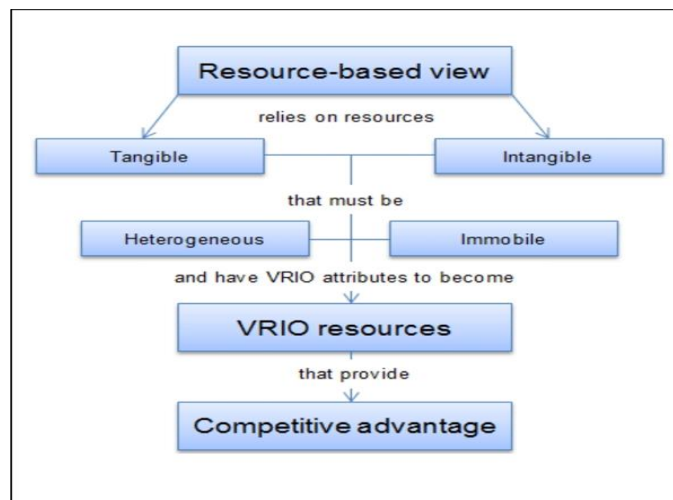 Resource-based view
relies on resources
Tangible
Intangible
that must be
Heterogeneous
Immobile
and have VRIO attributes to become
VRIO resources
that provide
Competitive advantage